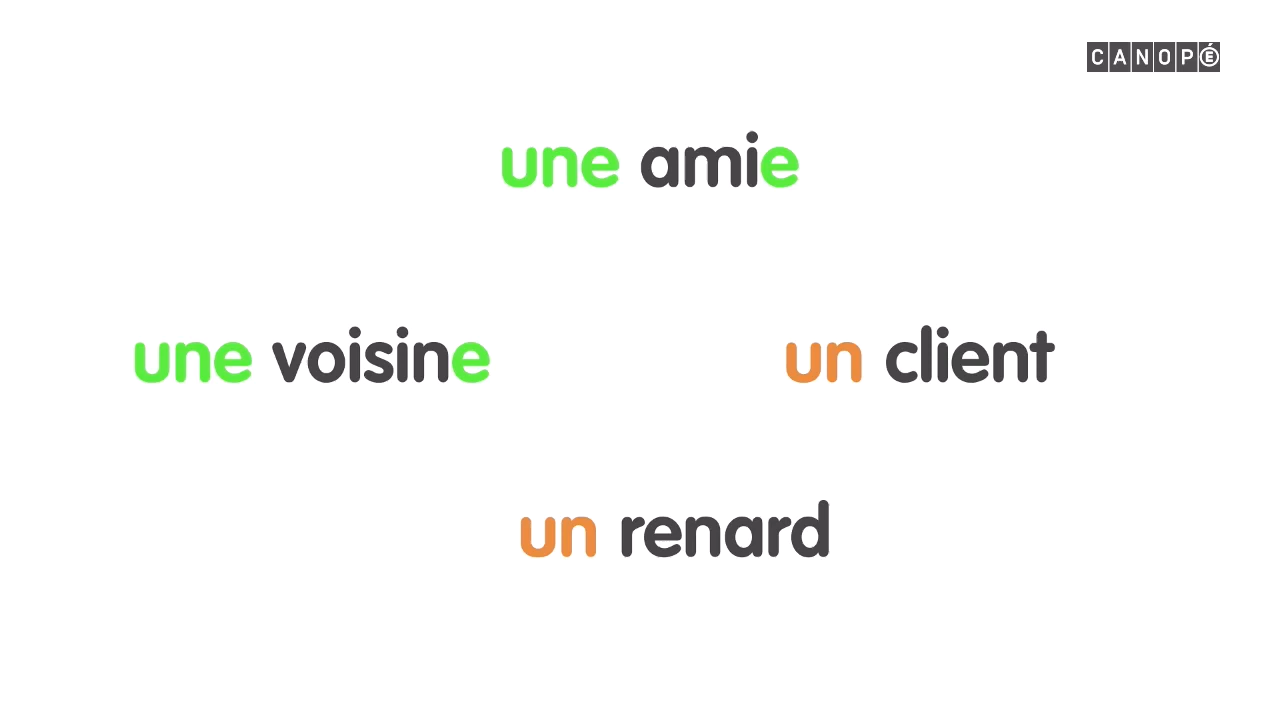 CANOPÉ
une amie
une voisine
un client
un renard